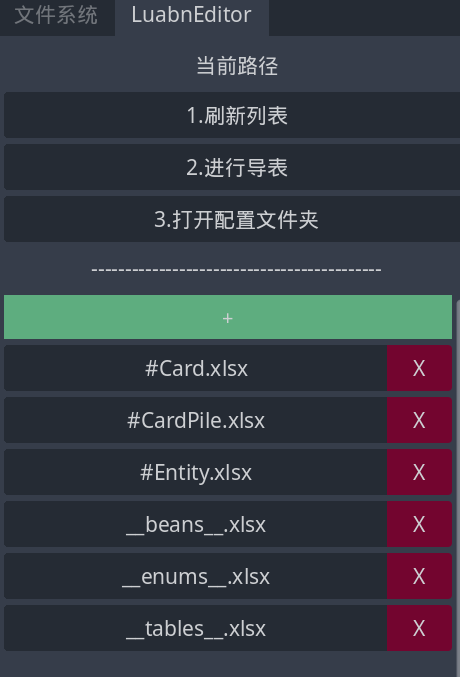 文件系统 LuabnEditor
当前路径
1.刷新列表
2.进行导表
3.打开配置文件夹
-------------------------------------------
+
#Card.xlsx X
#CardPile.xlsx X
#Entity.xlsx X
__beans__.xlsx X
__enums__.xlsx X
__tables__.xlsx X